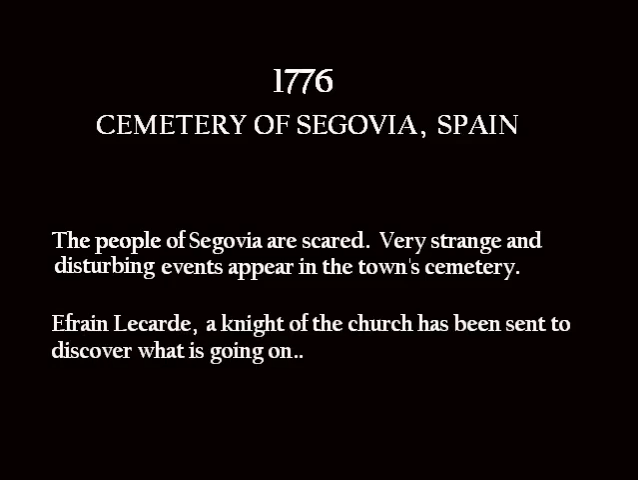 1776
CEMETERY OF SEGOVIA, SPAIN
The people of Segovia are scared. Very strange and
disturbing events appear in the town's cemetery.
Efrain Lecarde, a knight of the church has been sent to
discover what is going on..